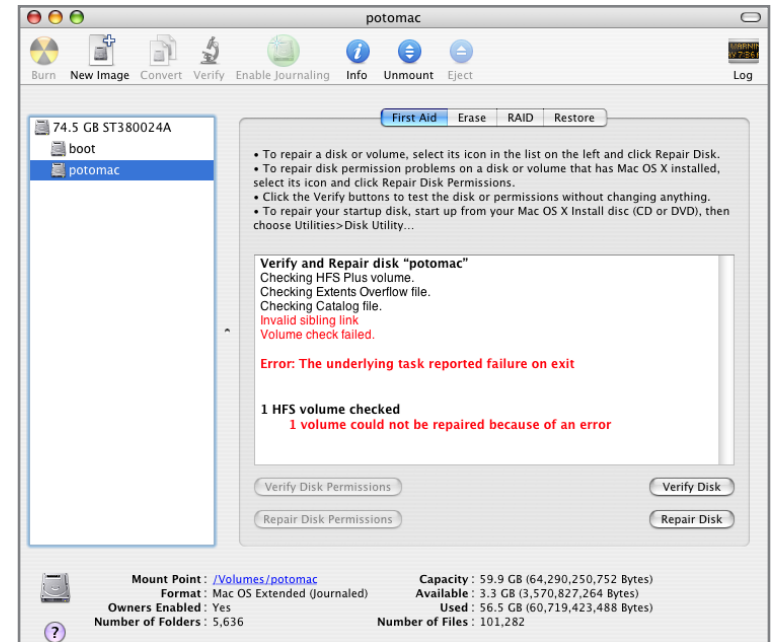 potomac
Burn New Image Convert Verify Enable Journaling Info Unmount Eject Log
74.5 GB ST380024A
boot
potomac
First Aid Erase RAID Restore
• To repair a disk or volume, select its icon in the list on the left and click Repair Disk.
• To repair disk permission problems on a disk or volume that has Mac OS X installed,
select its icon and click Repair Disk Permissions.
• Click the Verify buttons to test the disk or permissions without changing anything.
• To repair your startup disk, start up from your Mac OS X Install disc (CD or DVD), then
choose Utilities>Disk Utility...
Verify and Repair disk “potomac”
Checking HFS Plus volume.
Checking Extents Overflow file.
Checking Catalog file.
Invalid sibling link
Volume check failed.
Error: The underlying task reported failure on exit
1 HFS volume checked
1 volume could not be repaired because of an error
Verify Disk Permissions Verify Disk
Repair Disk Permissions Repair Disk
Mount Point : /Volumes/potomac Capacity : 59.9 GB (64,290,250,752 Bytes)
Format : Mac OS Extended (Journaled) Available : 3.3 GB (3,570,827,264 Bytes)
Owners Enabled : Yes Used : 56.5 GB (60,719,423,488 Bytes)
Number of Folders : 5,636 Number of Files : 101,282
?